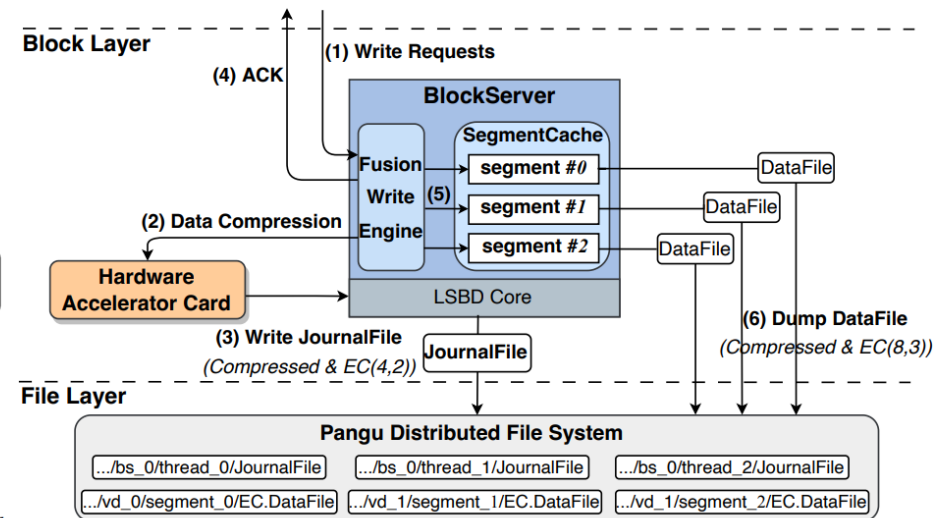 Block Layer
(1) Write Requests
(4) ACK
BlockServer
SegmentCache
Fusion
Write
Engine
(5)
segment #0
segment #1
segment #2
DataFile
DataFile
DataFile
(2) Data Compression
Hardware
Accelerator Card
LSBD Core
(3) Write JournalFile
(Compressed & EC(4,2))
JournalFile
(6) Dump DataFile
(Compressed & EC(8,3))
File Layer
Pangu Distributed File System
.../bs_0/thread_0/JournalFile
.../bs_0/thread_1/JournalFile
.../bs_0/thread_2/JournalFile
.../vd_0/segment_0/EC.DataFile
.../vd_1/segment_1/EC.DataFile
.../vd_1/segment_2/EC.DataFile